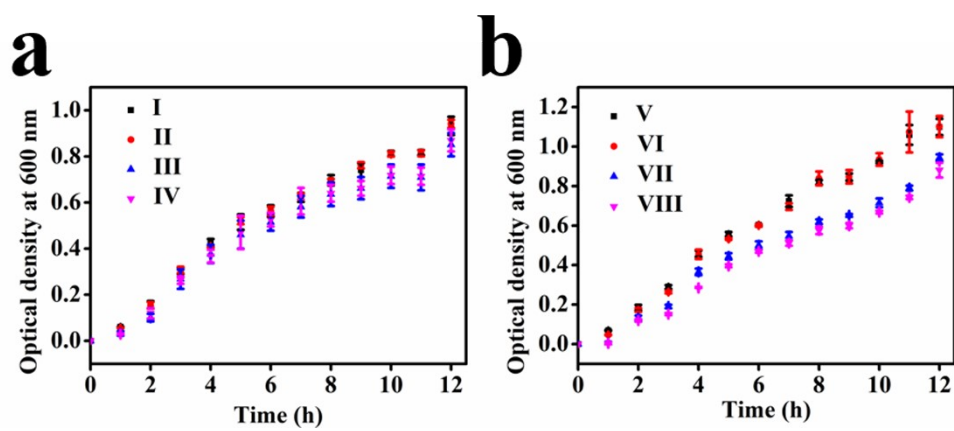 a
Optical density at 600 nm
1.0
0.8
0.6
0.4
0.2
0.0
I
II
III
IV
0 2 4 6 8 10 12
Time (h)
b
Optical density at 600 nm
1.2
1.0
0.8
0.6
0.4
0.2
0.0
V
VI
VII
VIII
0 2 4 6 8 10 12
Time (h)